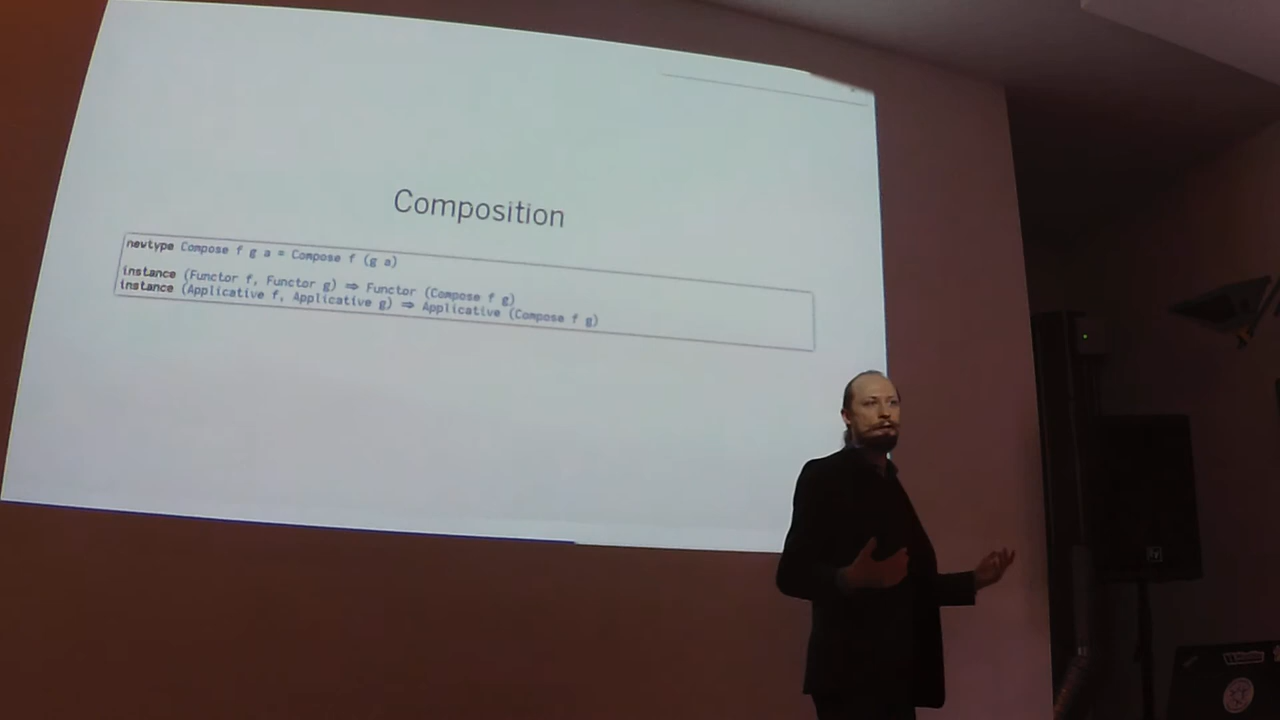 Composition
newtype Compose f g a = Compose f (g a)
instance (Functor f, Functor g) ⇒ Functor (Compose f g)
instance (Applicative f, Applicative g) ⇒ Applicative (Compose f g)